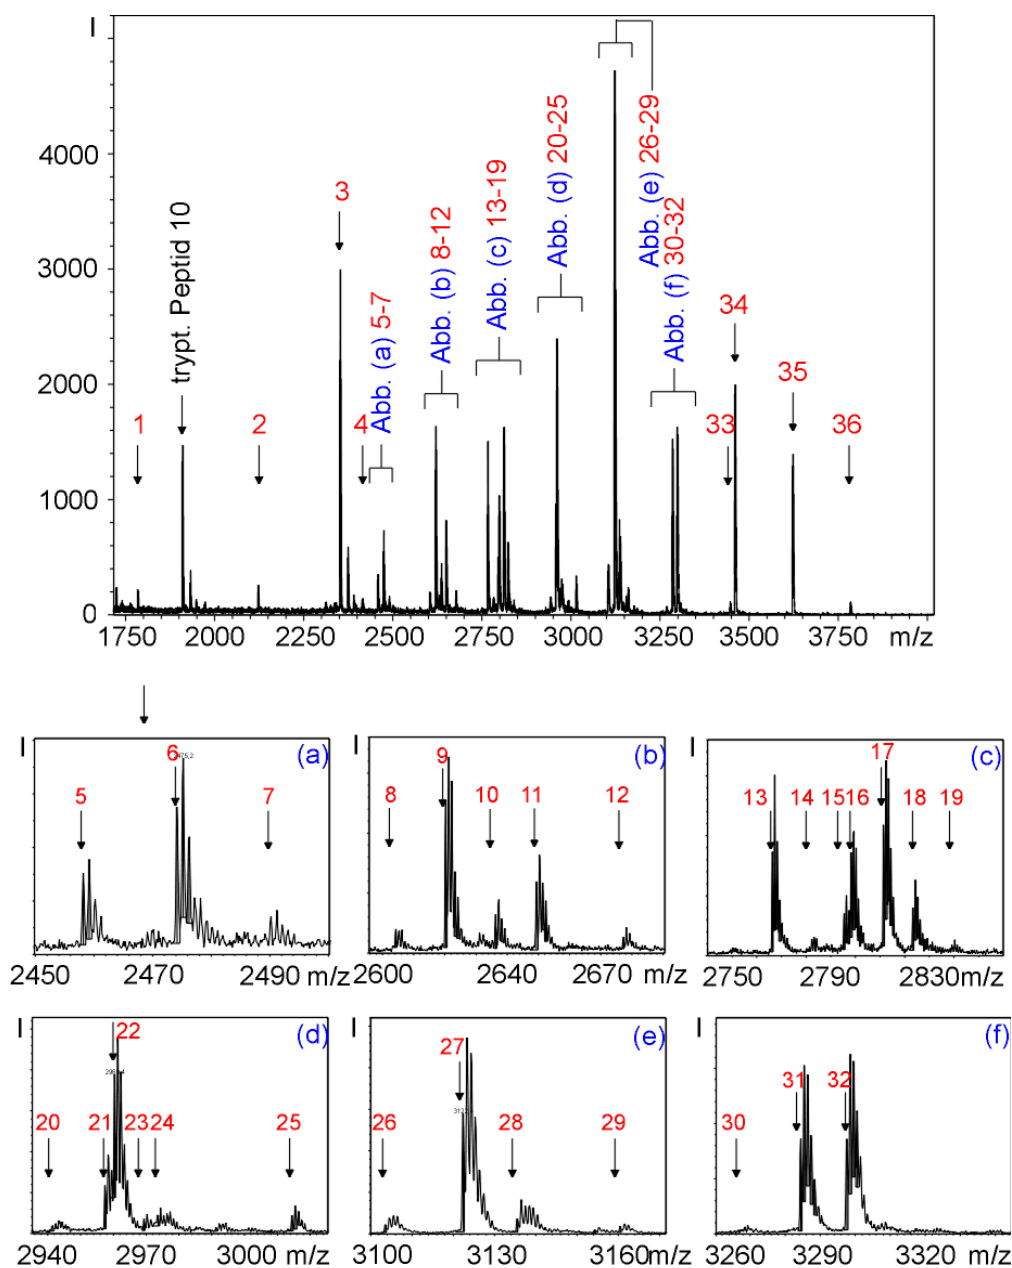 I
4000
3000
2000
1000
0
1750 2000 2250 2500 2750 3000 3250 3500 3750 m/z
1
trypt. Peptid 10
2
3
4
Abb. (a) 5-7
Abb. (b) 8-12
Abb. (c) 13-19
Abb. (d) 20-25
Abb. (e) 26-29
Abb. (f) 30-32
33
34
35
36
I (a)
5 6 7
2450 2470 2490 m/z
I (b)
8 9 10 11 12
2600 2640 2670 m/z
I (c)
13 14 15 16 17 18 19
2750 2790 2830 m/z
I (d)
20 21 22 23 24 25
2940 2970 3000 m/z
I (e)
26 27 28 29
3100 3130 3160 m/z
I (f)
30 31 32
3260 3290 3320 m/z